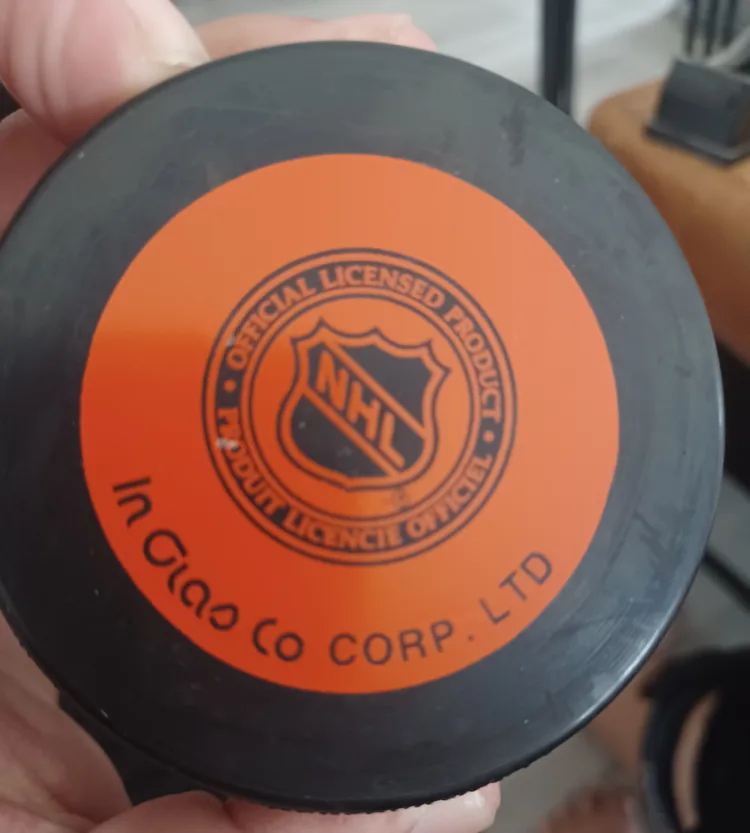 OFFICIAL LICENSED PRODUCT
NHL
PRODUIT LICENCIE OFFICIEL
In Glas Co CORP. LTD